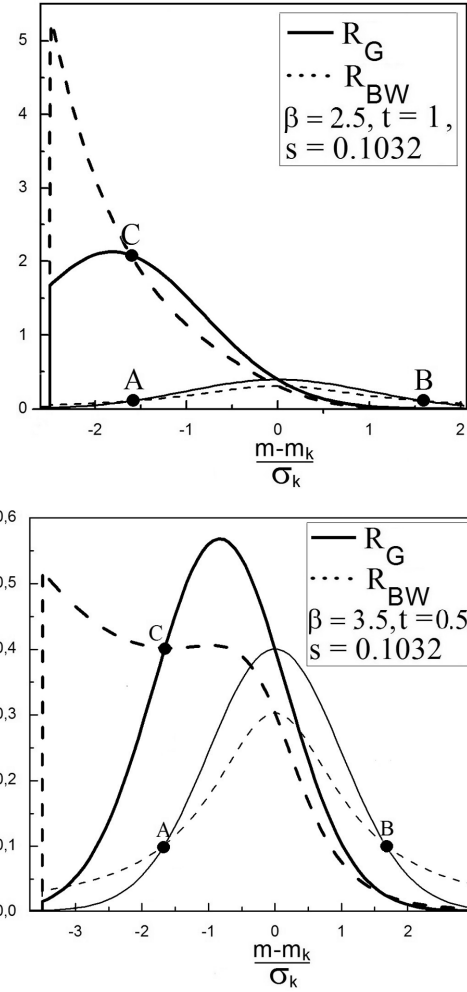 5
4
3
2
1
0
R_G
R_BW
β = 2.5, t = 1,
s = 0.1032
C
A
B
-2 -1 0 1 2
m-m_k
σ_k
0,6
0,5
0,4
0,3
0,2
0,1
0,0
R_G
R_BW
β = 3.5, t = 0.5
s = 0.1032
C
A
B
-3 -2 -1 0 1 2
m-m_k
σ_k